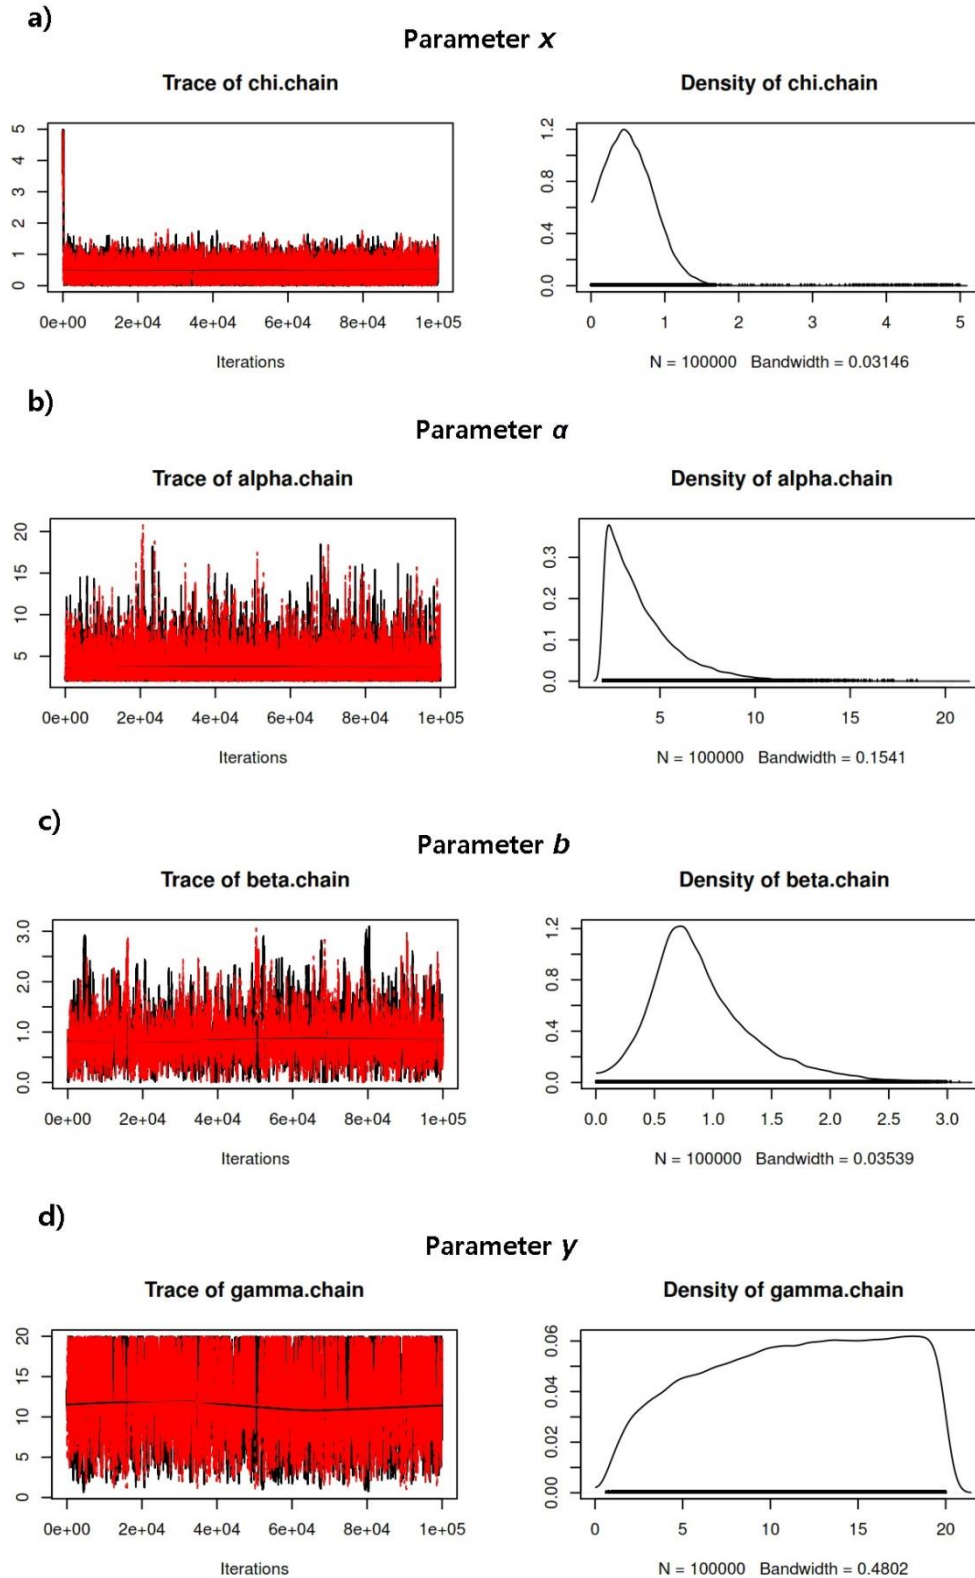 a)
Parameter x
Trace of chi.chain
Density of chi.chain
5
4
3
2
1
0
0e+00 2e+04 4e+04 6e+04 8e+04 1e+05
Iterations
1.2
0.8
0.4
0.0
0 1 2 3 4 5
N = 100000 Bandwidth = 0.03146
b)
Parameter α
Trace of alpha.chain
Density of alpha.chain
20
15
10
5
0e+00 2e+04 4e+04 6e+04 8e+04 1e+05
Iterations
0.3
0.2
0.1
0.0
5 10 15 20
N = 100000 Bandwidth = 0.1541
c)
Parameter b
Trace of beta.chain
Density of beta.chain
3.0
2.0
1.0
0.0
0e+00 2e+04 4e+04 6e+04 8e+04 1e+05
Iterations
1.2
0.8
0.4
0.0
0.0 0.5 1.0 1.5 2.0 2.5 3.0
N = 100000 Bandwidth = 0.03539
d)
Parameter y
Trace of gamma.chain
Density of gamma.chain
20
15
10
5
0
0e+00 2e+04 4e+04 6e+04 8e+04 1e+05
Iterations
0.06
0.04
0.02
0.00
0 5 10 15 20
N = 100000 Bandwidth = 0.4802